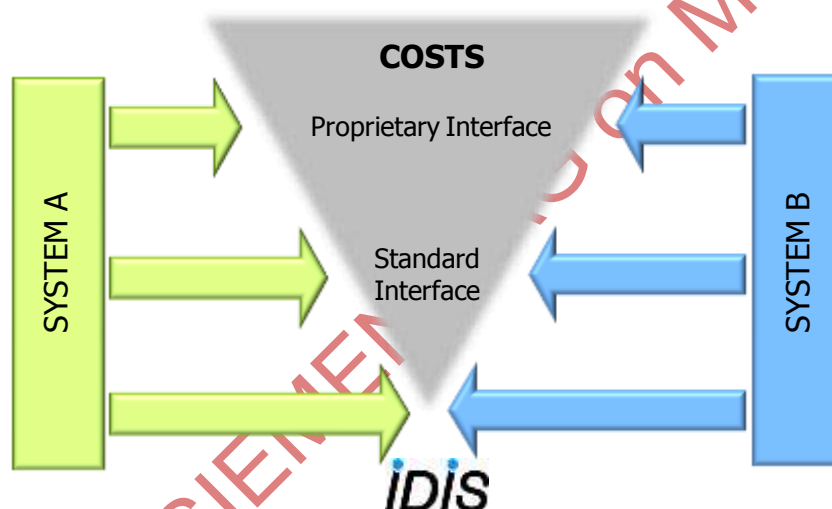 COSTS
Proprietary Interface
SYSTEM A
Standard
Interface
SYSTEM B
iDiS